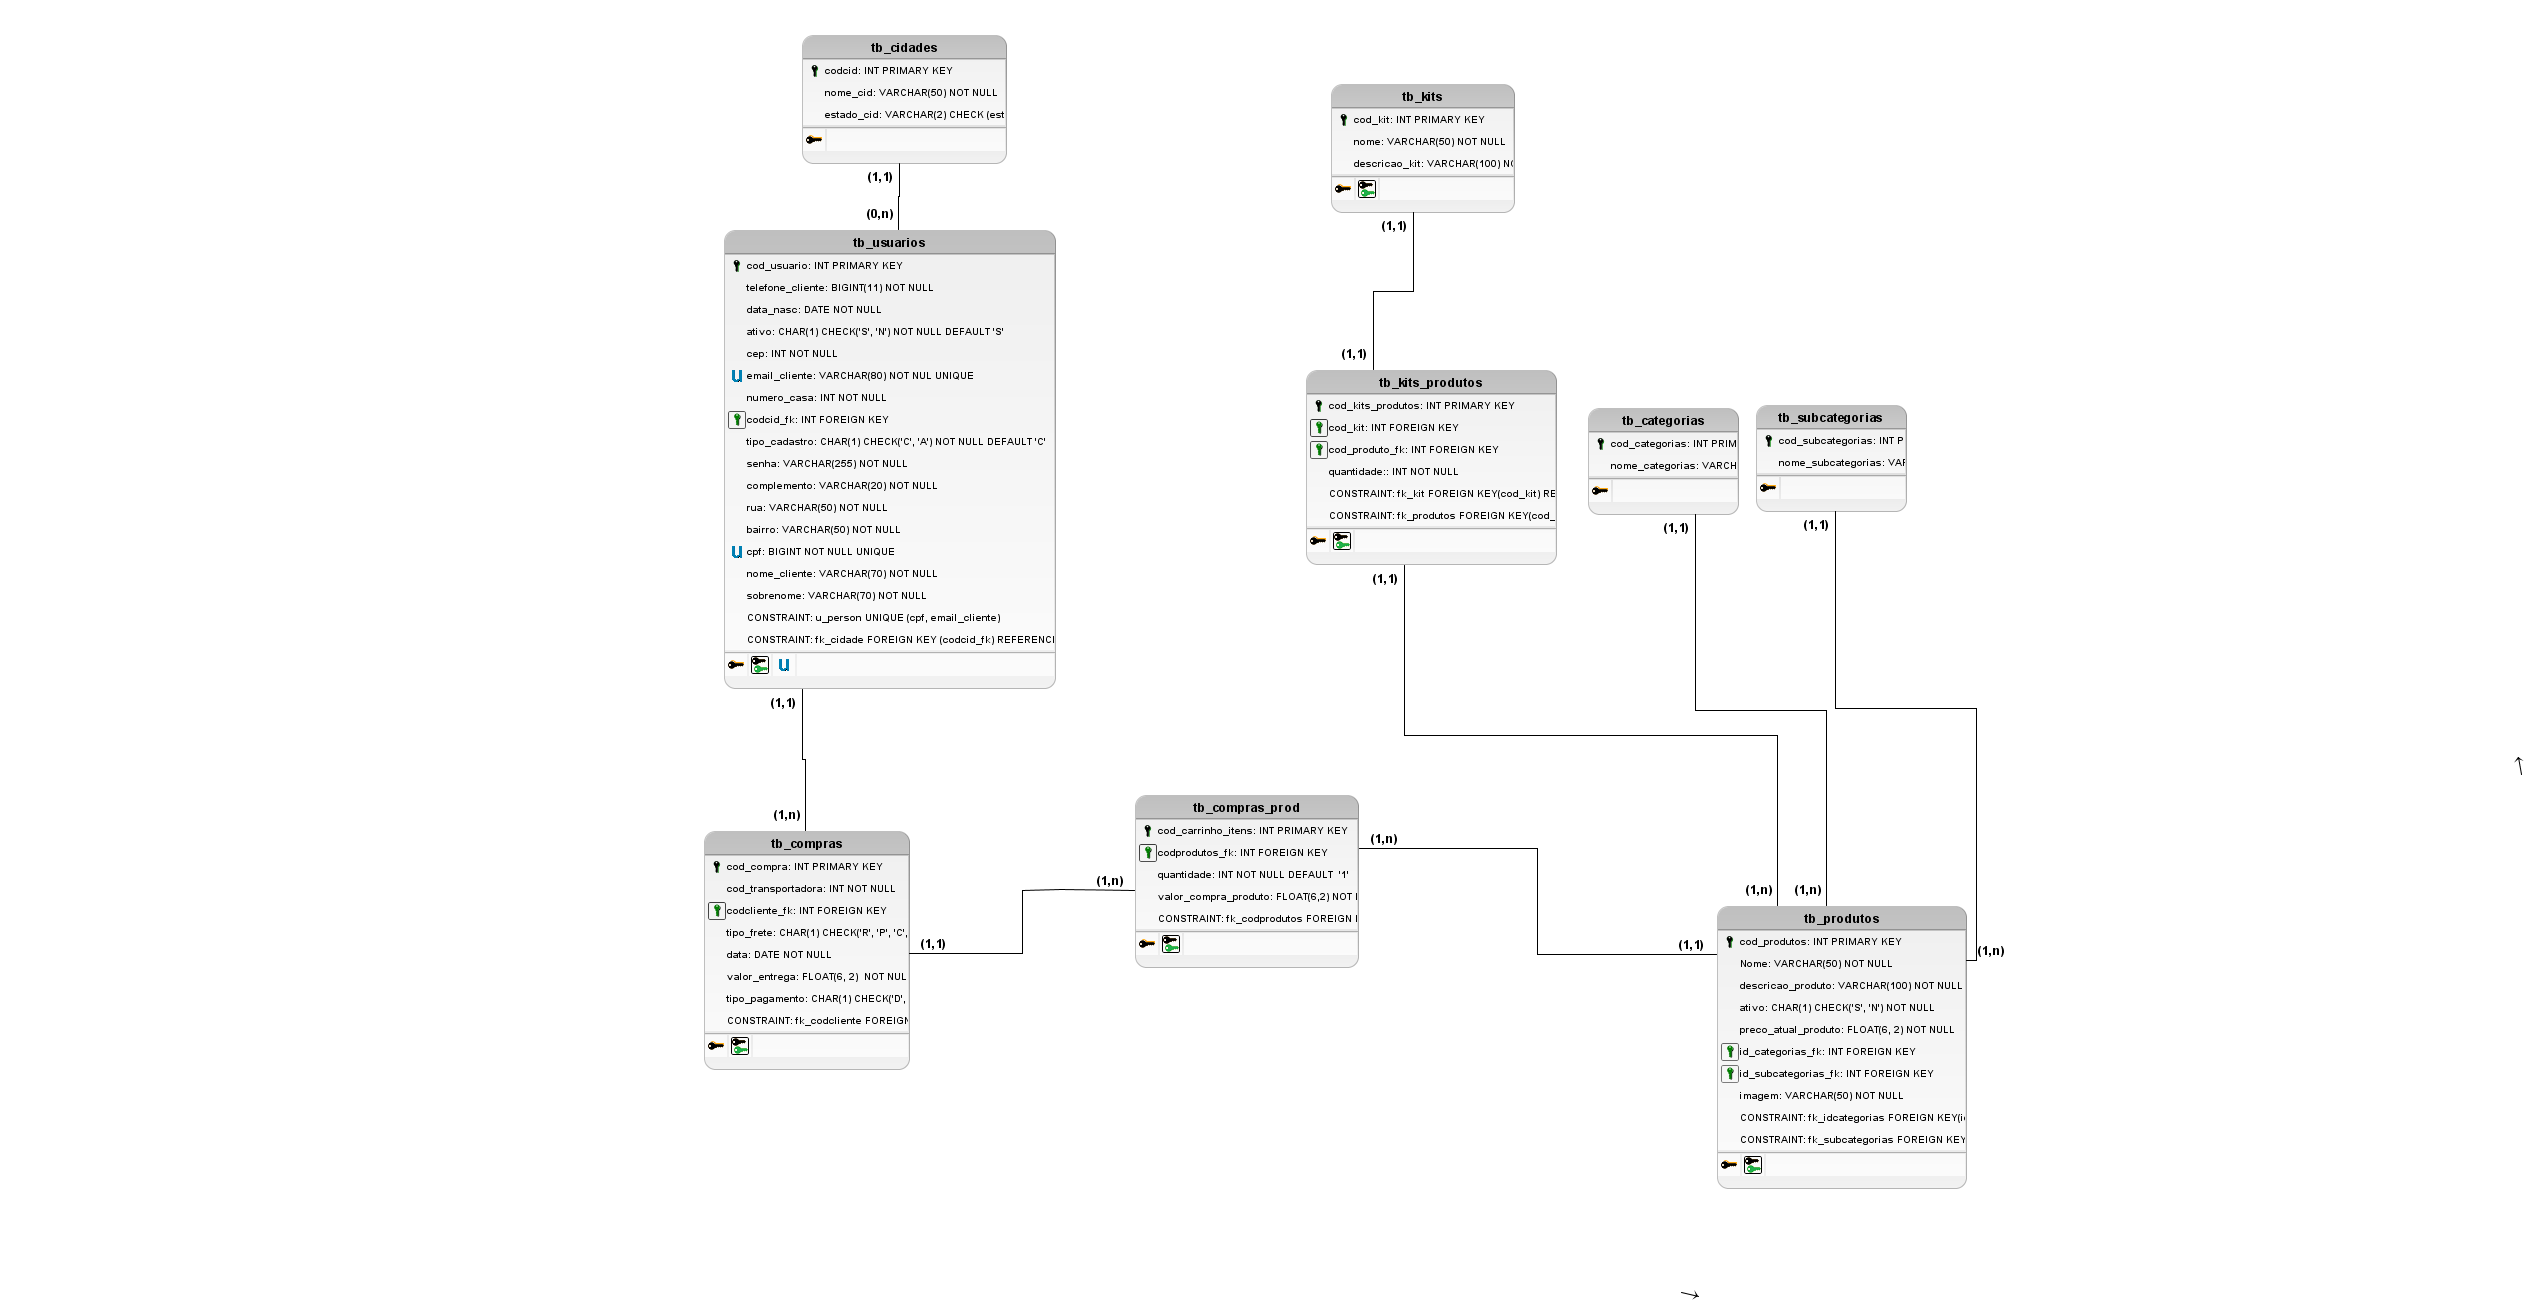 tb_cidades
codcid: INT PRIMARY KEY
nome_cid: VARCHAR(50) NOT NULL
estado_cid: VARCHAR(2) CHECK (est
(1,1)
(0,n)
tb_usuarios
cod_usuario: INT PRIMARY KEY
telefone_cliente: BIGINT(11) NOT NULL
data_nasc: DATE NOT NULL
ativo: CHAR(1) CHECK('S', 'N') NOT NULL DEFAULT 'S'
cep: INT NOT NULL
email_cliente: VARCHAR(80) NOT NUL UNIQUE
numero_casa: INT NOT NULL
codcid_fk: INT FOREIGN KEY
tipo_cadastro: CHAR(1) CHECK('C', 'A') NOT NULL DEFAULT 'C'
senha: VARCHAR(255) NOT NULL
complemento: VARCHAR(20) NOT NULL
rua: VARCHAR(50) NOT NULL
bairro: VARCHAR(50) NOT NULL
cpf: BIGINT NOT NULL UNIQUE
nome_cliente: VARCHAR(70) NOT NULL
sobrenome: VARCHAR(70) NOT NULL
CONSTRAINT: u_person UNIQUE (cpf, email_cliente)
CONSTRAINT: fk_cidade FOREIGN KEY (codcid_fk) REFERENCI
(1,1)
(1,n)
tb_compras
cod_compra: INT PRIMARY KEY
cod_transportadora: INT NOT NULL
codcliente_fk: INT FOREIGN KEY
tipo_frete: CHAR(1) CHECK('R', 'P', 'C',
data: DATE NOT NULL
valor_entrega: FLOAT(6, 2) NOT NUL
tipo_pagamento: CHAR(1) CHECK('D',
CONSTRAINT: fk_codcliente FOREIGN
(1,1)
(1,n)
tb_compras_prod
cod_carrinho_itens: INT PRIMARY KEY
codprodutos_fk: INT FOREIGN KEY
quantidade: INT NOT NULL DEFAULT '1'
valor_compra_produto: FLOAT(6,2) NOT
CONSTRAINT: fk_codprodutos FOREIGN
(1,n)
(1,1)
tb_kits
cod_kit: INT PRIMARY KEY
nome: VARCHAR(50) NOT NULL
descricao_kit: VARCHAR(100) N
(1,1)
(1,1)
tb_kits_produtos
cod_kits_produtos: INT PRIMARY KEY
cod_kit: INT FOREIGN KEY
cod_produto_fk: INT FOREIGN KEY
quantidade:: INT NOT NULL
CONSTRAINT: fk_kit FOREIGN KEY(cod_kit) RE
CONSTRAINT: fk_produtos FOREIGN KEY(cod_
(1,1)
(1,n)
tb_categorias
cod_categorias: INT PRIM
nome_categorias: VARCH
(1,1)
(1,n)
tb_subcategorias
cod_subcategorias: INT P
nome_subcategorias: VAR
(1,1)
(1,n)
tb_produtos
cod_produtos: INT PRIMARY KEY
Nome: VARCHAR(50) NOT NULL
descricao_produto: VARCHAR(100) NOT NULL
ativo: CHAR(1) CHECK('S', 'N') NOT NULL
preco_atual_produto: FLOAT(6, 2) NOT NULL
id_categorias_fk: INT FOREIGN KEY
id_subcategorias_fk: INT FOREIGN KEY
imagem: VARCHAR(50) NOT NULL
CONSTRAINT: fk_idcategorias FOREIGN KEY(i
CONSTRAINT: fk_subcategorias FOREIGN KEY